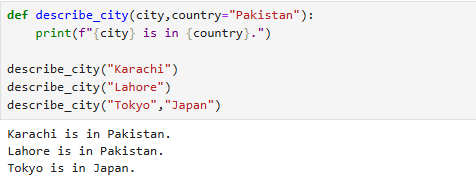 def describe_city(city,country="Pakistan"):
    print(f"{city} is in {country}.")

describe_city("Karachi")
describe_city("Lahore")
describe_city("Tokyo","Japan")
Karachi is in Pakistan.
Lahore is in Pakistan.
Tokyo is in Japan.